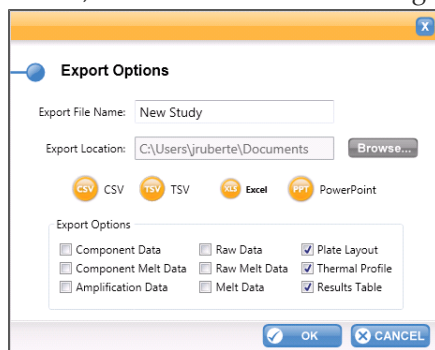 Export Options
Export File Name: New Study
Export Location: C:\Users\jruberte\Documents Browse...
CSV CSV TSV TSV XLS Excel PPT PowerPoint
Export Options
Component Data Raw Data Plate Layout
Component Melt Data Raw Melt Data Thermal Profile
Amplification Data Melt Data Results Table
OK CANCEL